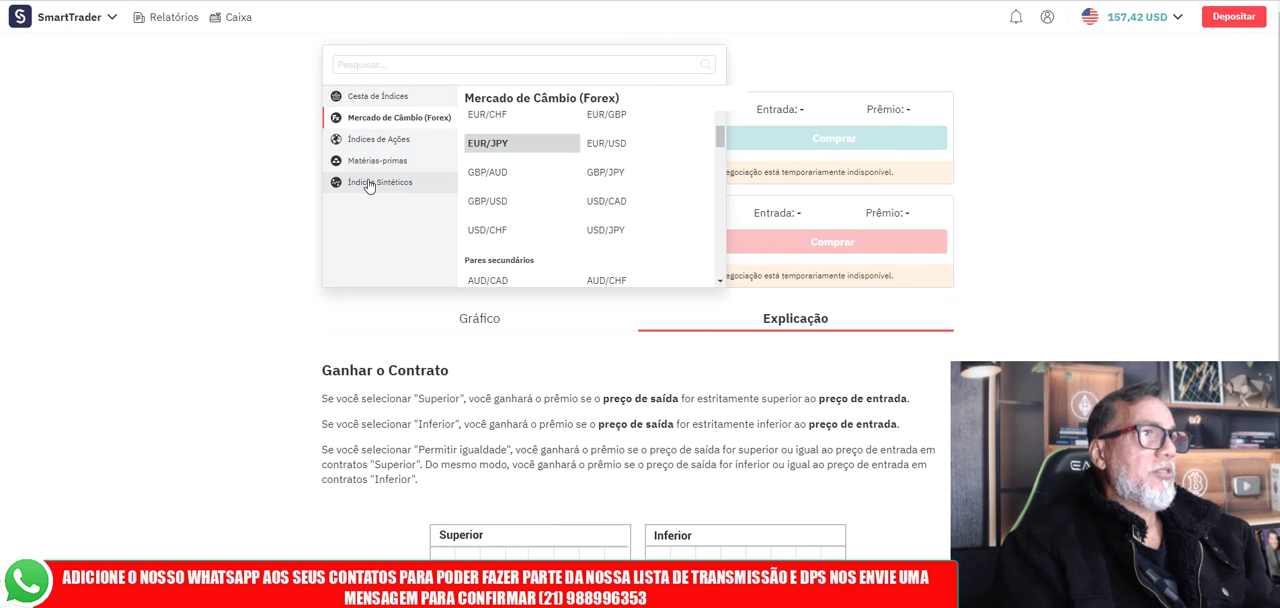 SmartTrader
Relatórios
Caixa
157,42 USD
Depositar
Pesquisar...
Cesta de Índices
Mercado de Câmbio (Forex)
Índices de Ações
Matérias-primas
Índices Sintéticos
Mercado de Câmbio (Forex)
EUR/CHF EUR/GBP
EUR/JPY EUR/USD
GBP/AUD GBP/JPY
GBP/USD USD/CAD
USD/CHF USD/JPY
Pares secundários
AUD/CAD AUD/CHF
Entrada: - Prêmio: -
Comprar
egociação está temporariamente indisponível.
Entrada: - Prêmio: -
Comprar
egociação está temporariamente indisponível.
Gráfico Explicação
Ganhar o Contrato
Se você selecionar "Superior", você ganhará o prêmio se o preço de saída for estritamente superior ao preço de entrada.
Se você selecionar "Inferior", você ganhará o prêmio se o preço de saída for estritamente inferior ao preço de entrada.
Se você selecionar "Permitir igualdade", você ganhará o prêmio se o preço de saída for superior ou igual ao preço de entrada em
contratos "Superior". Do mesmo modo, você ganhará o prêmio se o preço de saída for inferior ou igual ao preço de entrada em
contratos "Inferior".
Superior Inferior
ADICIONE O NOSSO WHATSAPP AOS SEUS CONTATOS PARA PODER FAZER PARTE DA NOSSA LISTA DE TRANSMISSÃO E DPS NOS ENVIE UMA
MENSAGEM PARA CONFIRMAR (21) 988996353